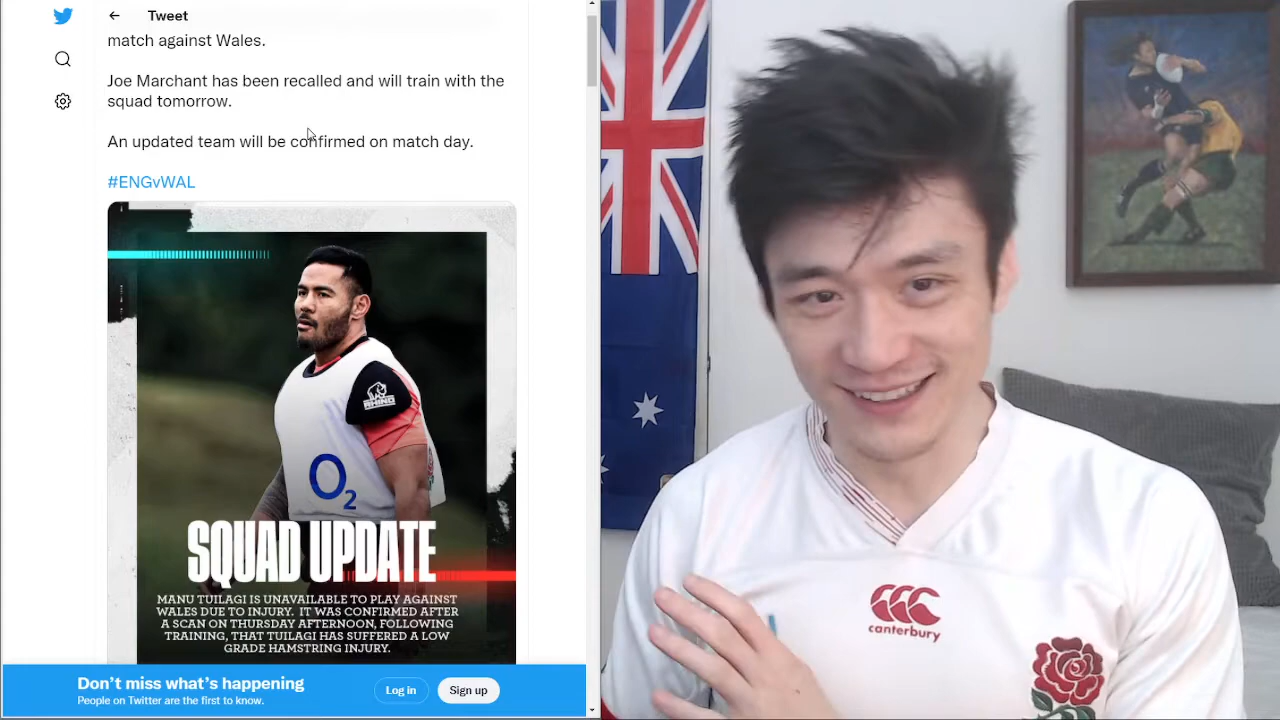 Tweet
match against Wales.
Joe Marchant has been recalled and will train with the
squad tomorrow.
An updated team will be confirmed on match day.
#ENGvWAL
RHINO
O2
SQUAD UPDATE
MANU TUILAGI IS UNAVAILABLE TO PLAY AGAINST
WALES DUE TO INJURY. IT WAS CONFIRMED AFTER
A SCAN ON THURSDAY AFTERNOON, FOLLOWING
TRAINING, THAT TUILAGI HAS SUFFERED A LOW
GRADE HAMSTRING INJURY.
Don't miss what's happening
People on Twitter are the first to know.
Log in
Sign up
canterbury